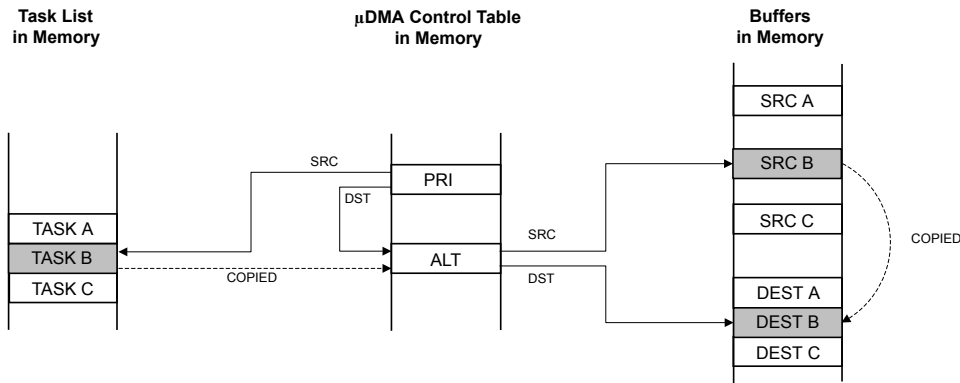 Task List
in Memory
µDMA Control Table
in Memory
Buffers
in Memory
SRC A
SRC
SRC B
PRI
DST
TASK A
SRC C
SRC
COPIED
TASK B
ALT
COPIED
DST
TASK C
DEST A
DEST B
DEST C